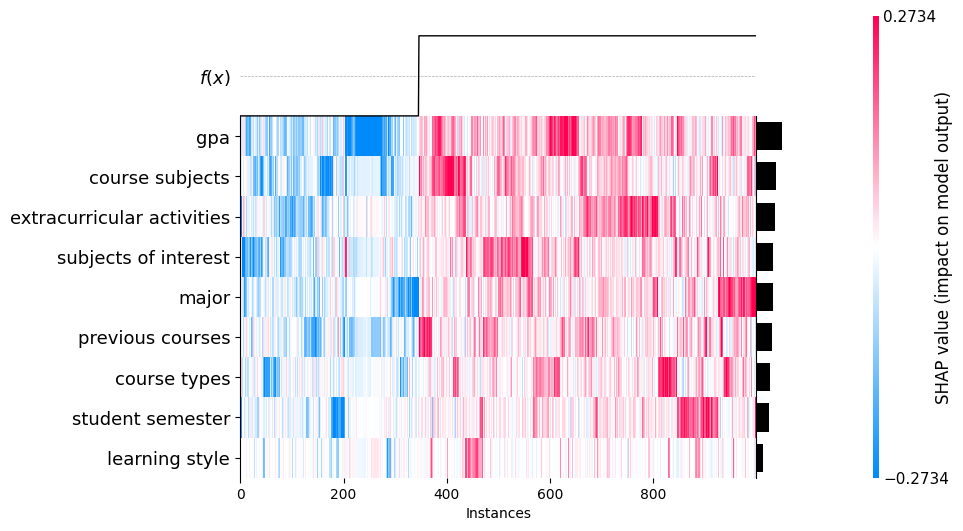 0.2734
f(x)
gpa
course subjects
extracurricular activities
subjects of interest
major
previous courses
course types
student semester
learning style
0 200 400 600 800
Instances
SHAP value (impact on model output)
−0.2734